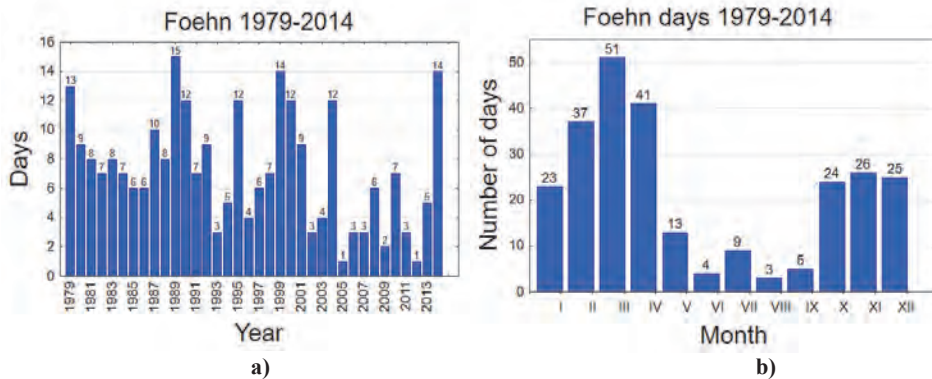 Foehn 1979-2014
Days
16
14
12
10
8
6
4
2
0
13 9 8 7 8 7 6 6 10 8 15 12 7 9 3 5 12 4 6 7 14 12 9 3 4 12 1 3 3 6 2 7 3 1 5 14
1979 1981 1983 1985 1987 1989 1991 1993 1995 1997 1999 2001 2003 2005 2007 2009 2011 2013
Year
a)
Foehn days 1979-2014
Number of days
50
40
30
20
10
0
23 37 51 41 13 4 9 3 5 24 26 25
I II III IV V VI VII VIII IX X XI XII
Month
b)